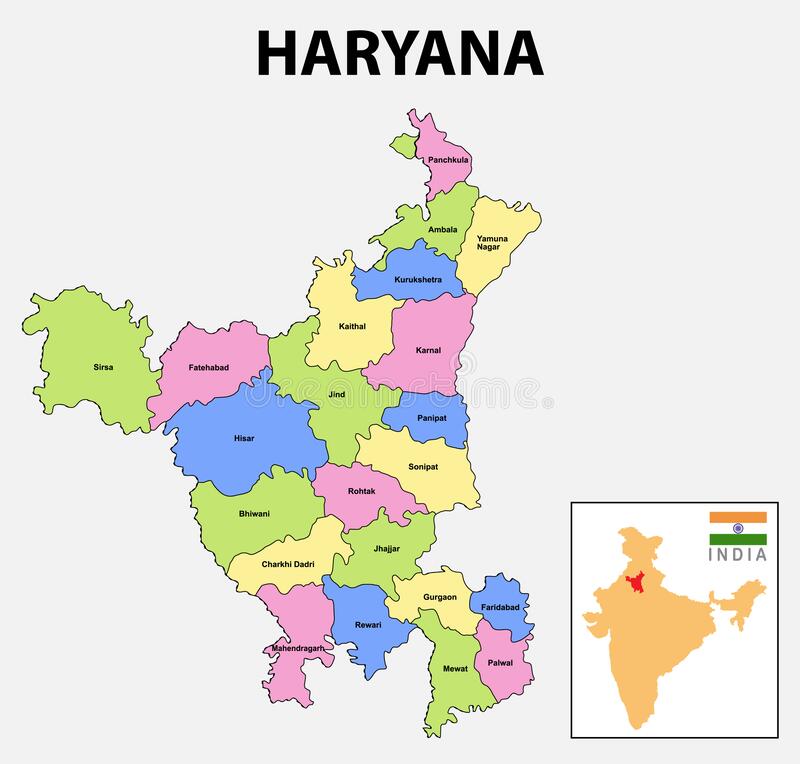 HARYANA
Panchkula
Ambala
Yamuna
Nagar
Kurukshetra
Kaithal
Karnal
Sirsa
Fatehabad
Jind
dreamstime
Panipat
Hisar
Sonipat
Rohtak
Bhiwani
Jhajjar
Charkhi Dadri
Gurgaon
Faridabad
Rewari
Mahendragarh
Mewat
Palwal
INDIA